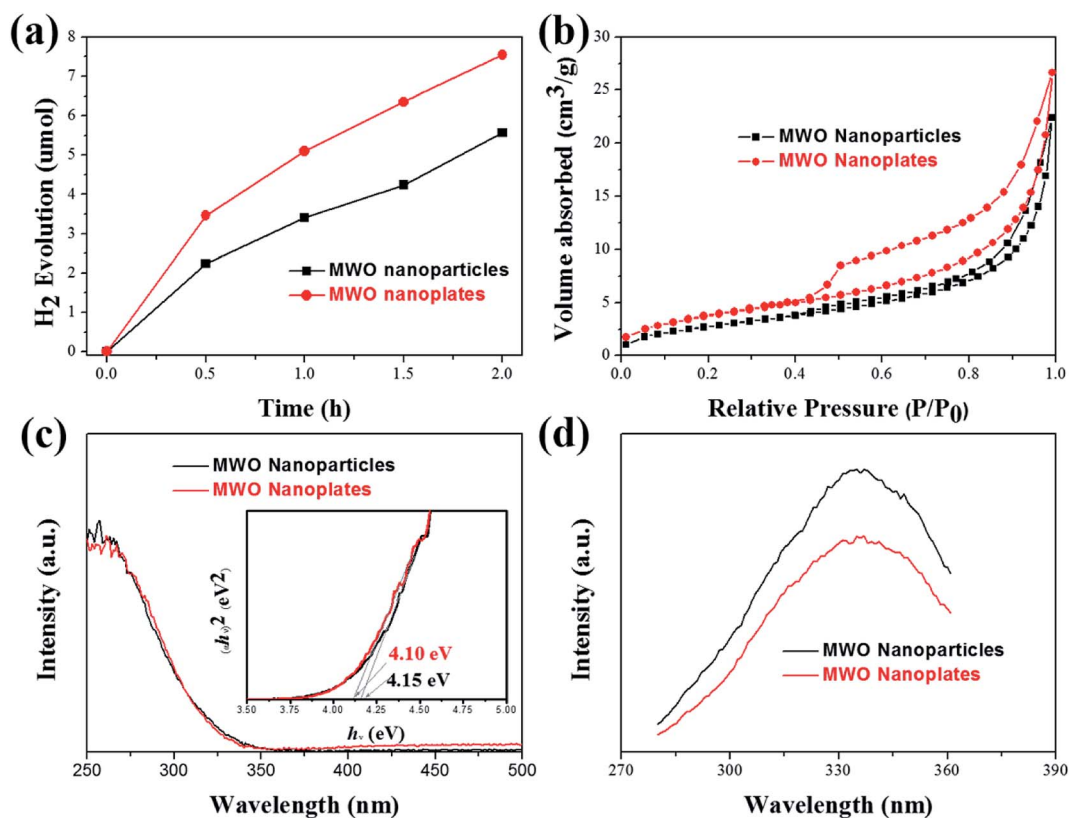 (a)
8
7
6
5
4
3
2
1
0
H2 Evolution (umol)
MWO nanoparticles
MWO nanoplates
0.0 0.5 1.0 1.5 2.0
Time (h)
(b)
30
25
20
15
10
5
0
Volume absorbed (cm3/g)
MWO Nanoparticles
MWO Nanoplates
0.0 0.2 0.4 0.6 0.8 1.0
Relative Pressure (P/P0)
(c)
Intensity (a.u.)
MWO Nanoparticles
MWO Nanoplates
(αhν)2 (eV2)
4.10 eV
4.15 eV
3.50 3.75 4.00 4.25 4.50 4.75 5.00
hν (eV)
250 300 350 400 450 500
Wavelength (nm)
(d)
Intensity (a.u.)
MWO Nanoparticles
MWO Nanoplates
270 300 330 360 390
Wavelength (nm)